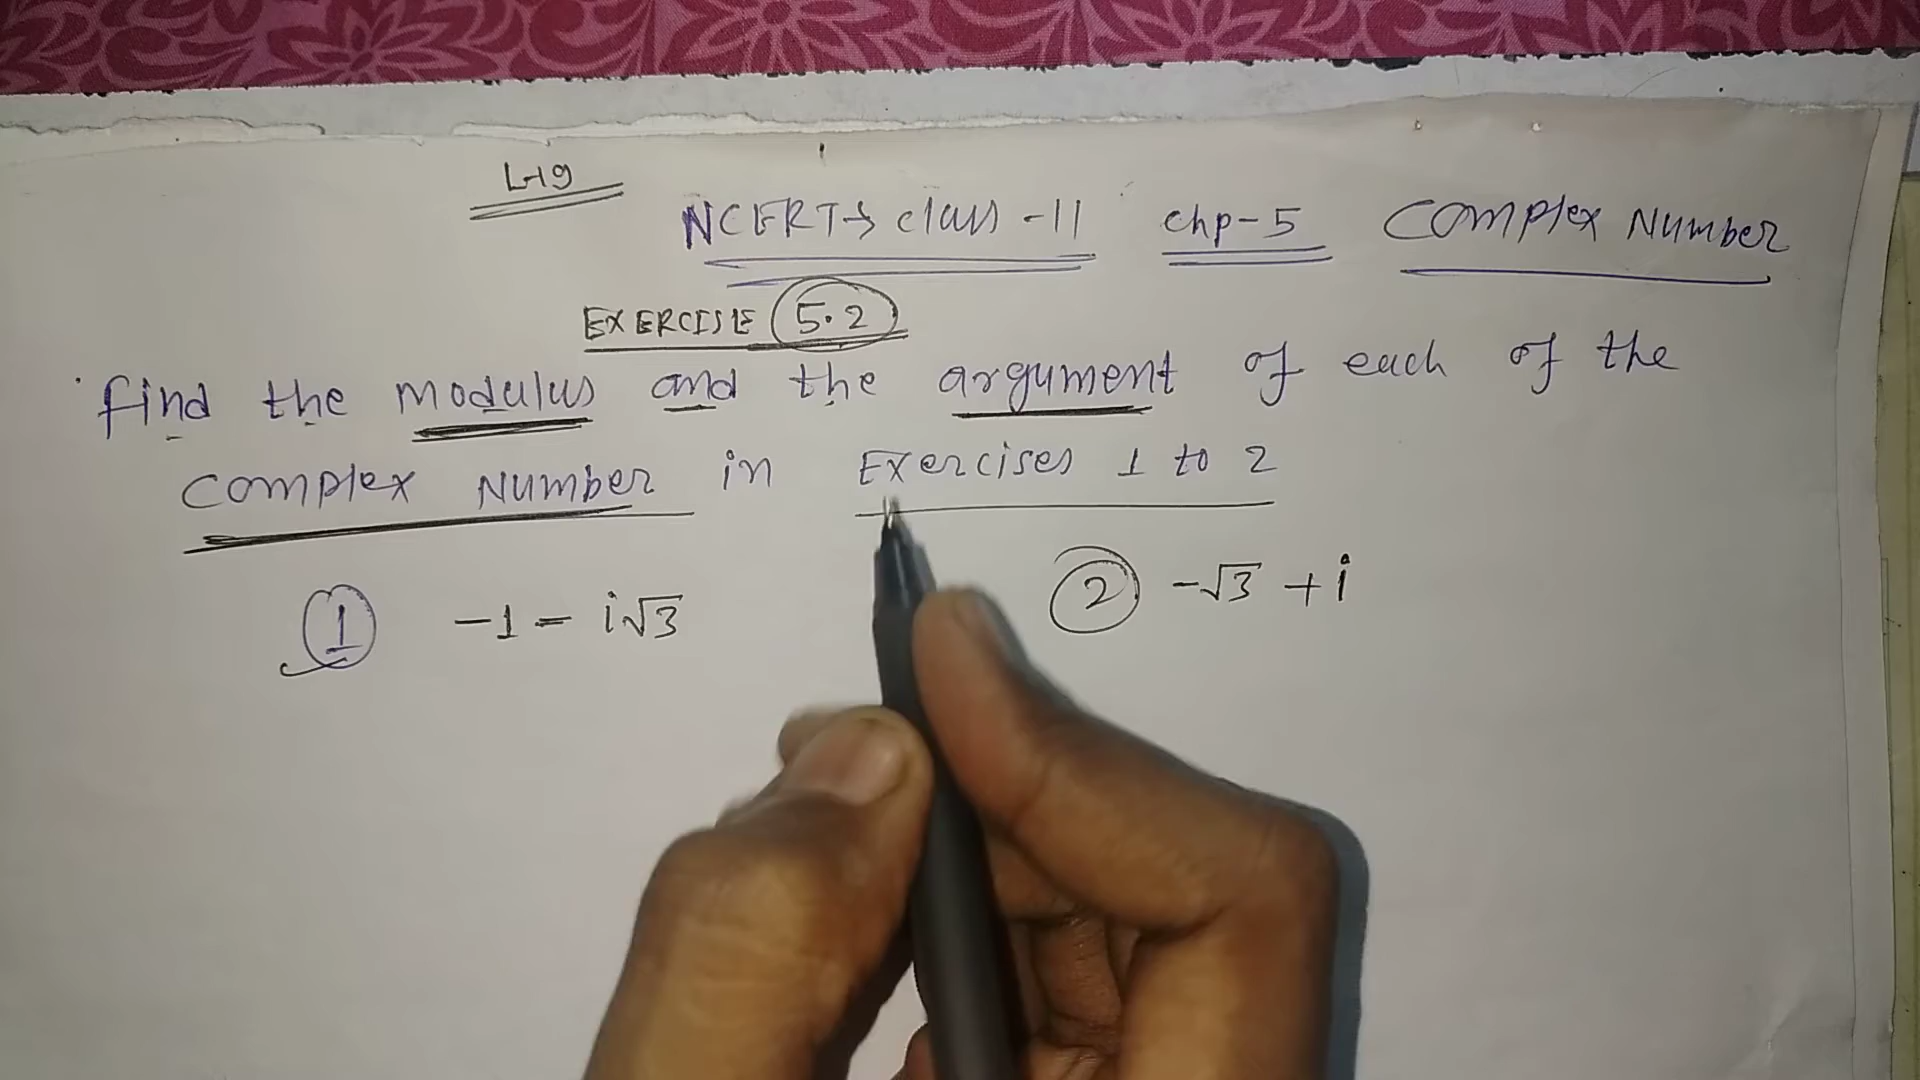 L-19
NCERT→ class -11 chp-5 Complex Number
EXERCISE 5.2
find the modulus and the argument of each of the
complex Number in Exercises 1 to 2
① -1 - i√3 ② -√3 + i